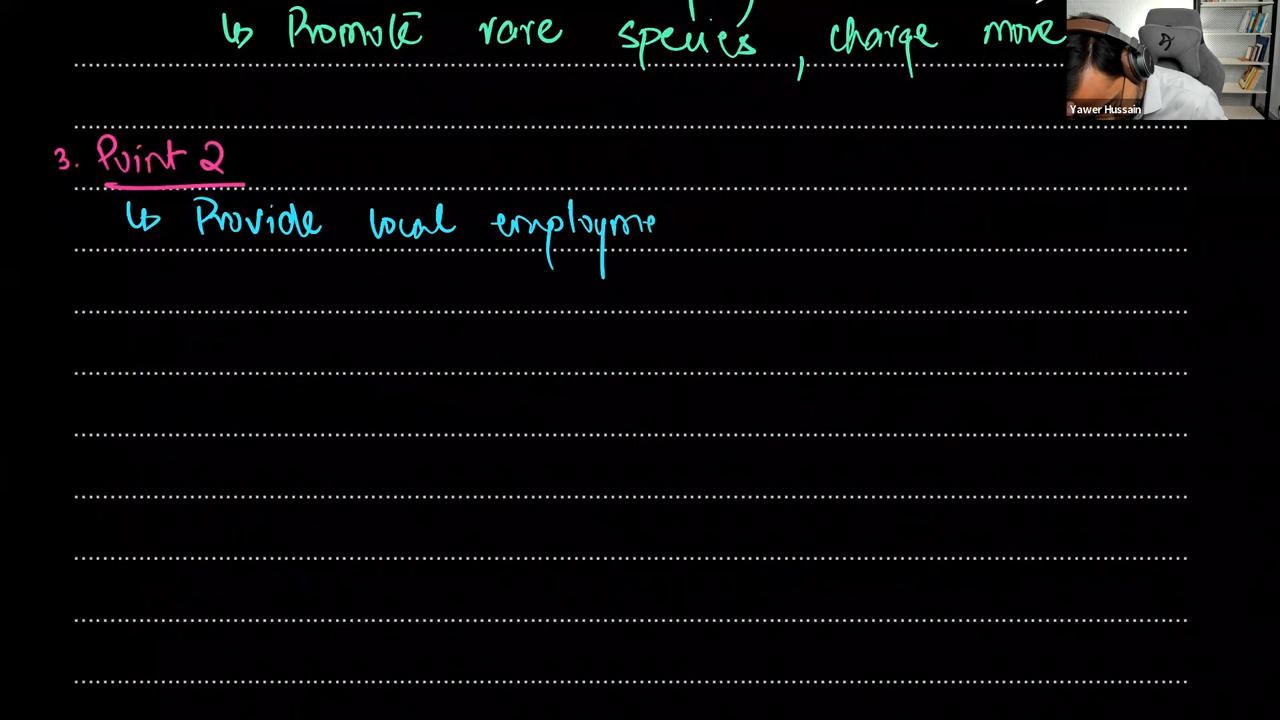 ↳ Promote rare species, charge more
Yawer Hussain
3. Point 2
↳ Provide local employme